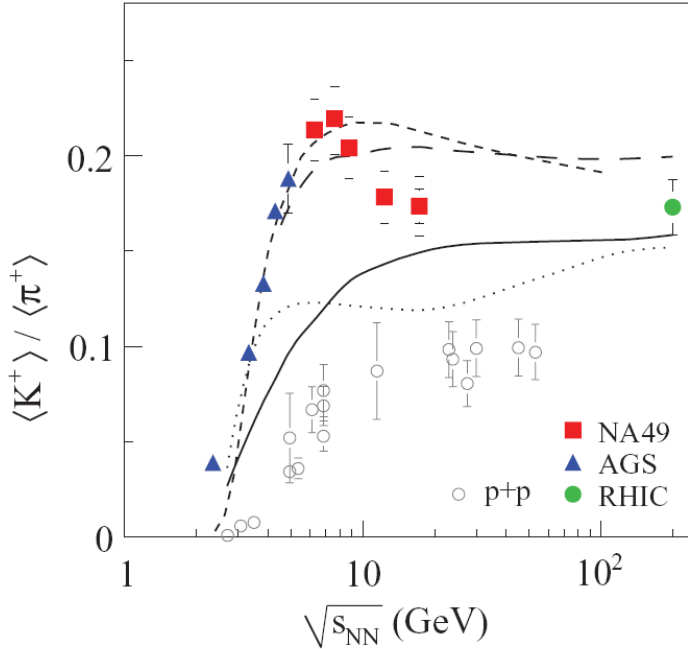 ⟨K⁺⟩ / ⟨π⁺⟩
0.2
0.1
0
NA49
AGS
p+p
RHIC
1
10
10²
√s_NN (GeV)